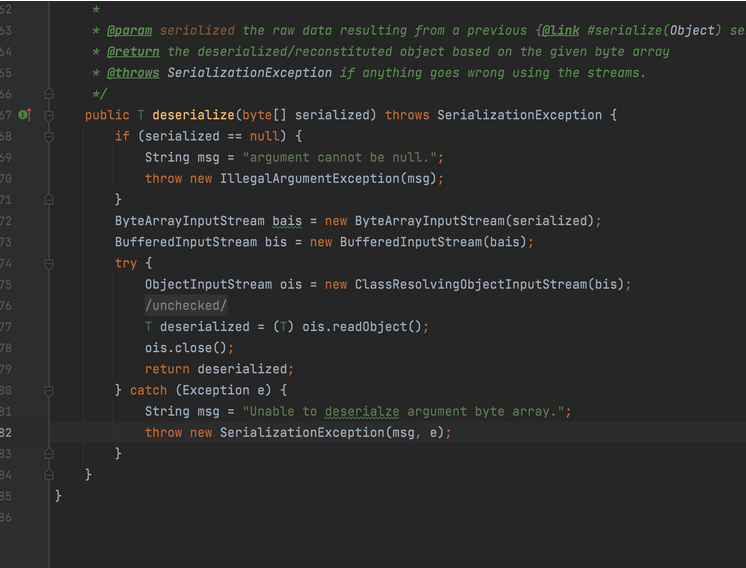 62 *
63 * @param serialized the raw data resulting from a previous {@link #serialize(Object) se
64 * @return the deserialized/reconstituted object based on the given byte array
65 * @throws SerializationException if anything goes wrong using the streams.
66 */
67 public T deserialize(byte[] serialized) throws SerializationException {
68 if (serialized == null) {
69 String msg = "argument cannot be null.";
70 throw new IllegalArgumentException(msg);
71 }
72 ByteArrayInputStream bais = new ByteArrayInputStream(serialized);
73 BufferedInputStream bis = new BufferedInputStream(bais);
74 try {
75 ObjectInputStream ois = new ClassResolvingObjectInputStream(bis);
76 /unchecked/
77 T deserialized = (T) ois.readObject();
78 ois.close();
79 return deserialized;
80 } catch (Exception e) {
81 String msg = "Unable to deserialze argument byte array.";
82 throw new SerializationException(msg, e);
83 }
84 }
85 }
86